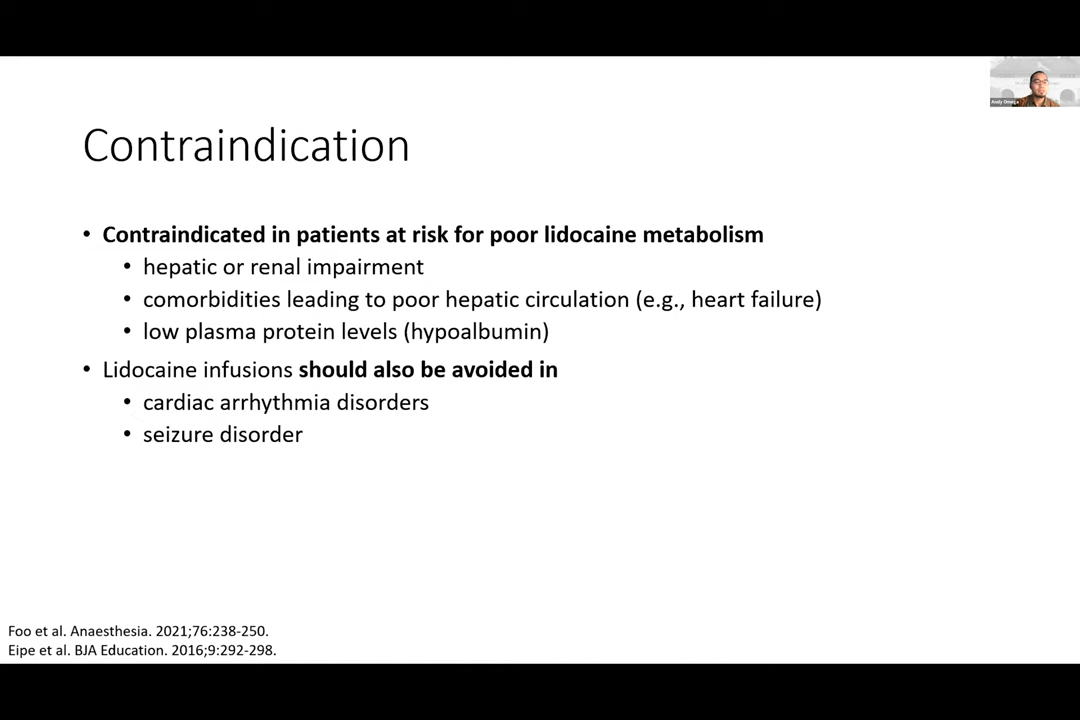 Andy Omega
Contraindication
• Contraindicated in patients at risk for poor lidocaine metabolism
• hepatic or renal impairment
• comorbidities leading to poor hepatic circulation (e.g., heart failure)
• low plasma protein levels (hypoalbumin)
• Lidocaine infusions should also be avoided in
• cardiac arrhythmia disorders
• seizure disorder
Foo et al. Anaesthesia. 2021;76:238-250.
Eipe et al. BJA Education. 2016;9:292-298.